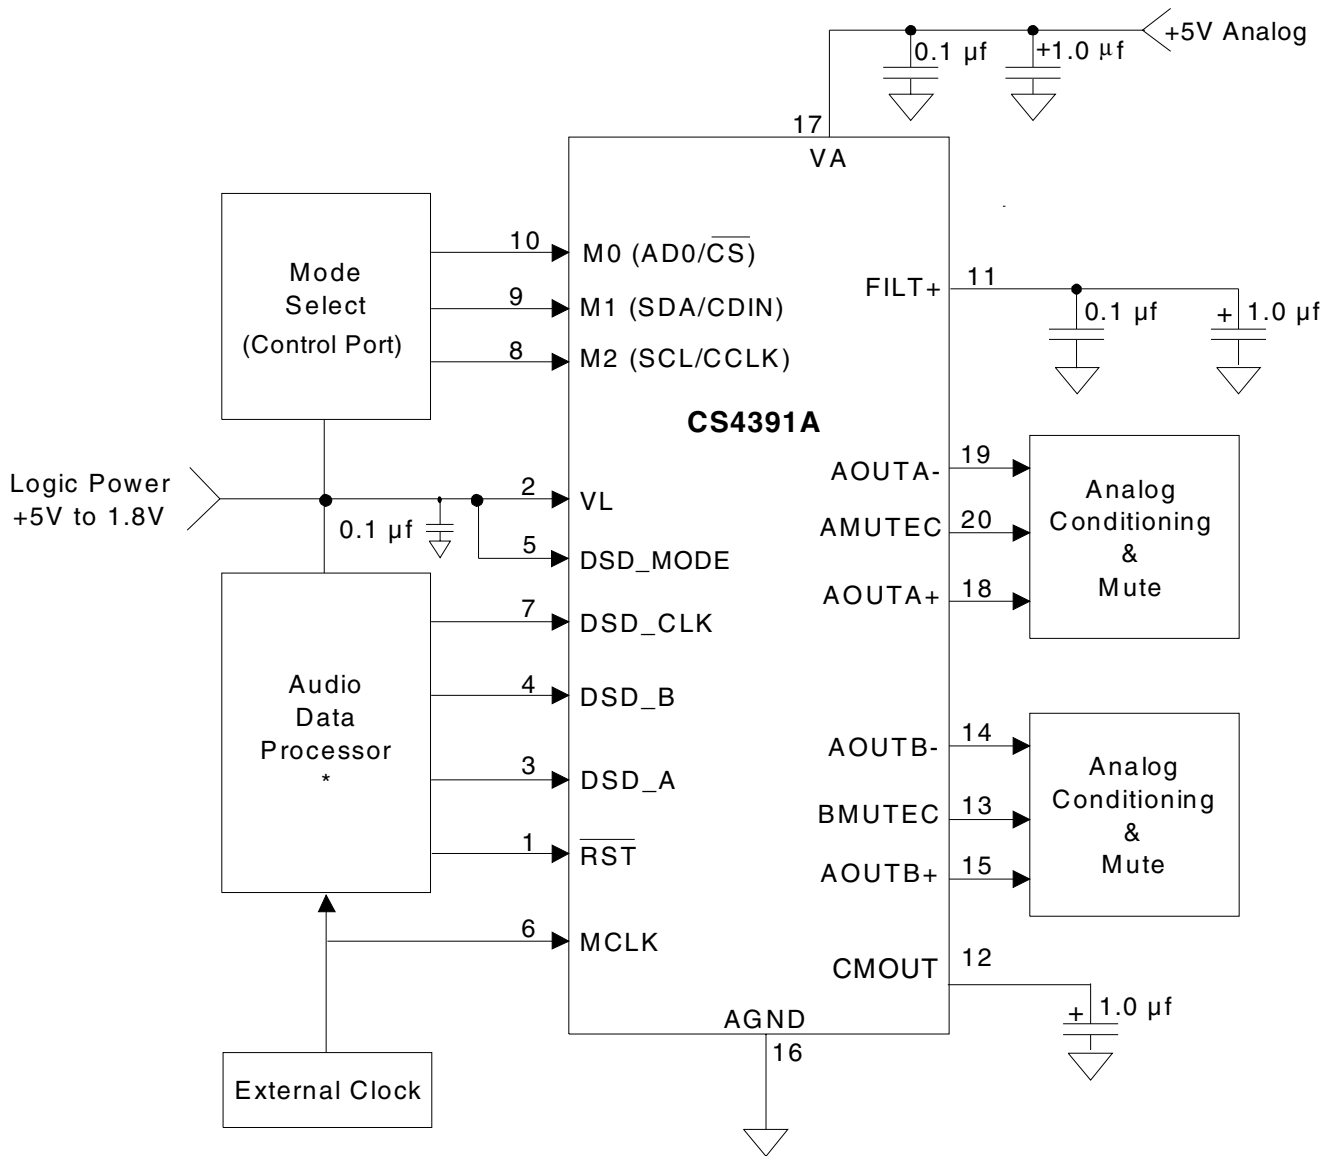 +5V Analog
0.1 µf
+1.0 µf
17
VA
Mode
Select
(Control Port)
10
M0 (AD0/CS)
9
M1 (SDA/CDIN)
8
M2 (SCL/CCLK)
FILT+
11
0.1 µf
+ 1.0 µf
CS4391A
Logic Power
+5V to 1.8V
0.1 µf
2
VL
5
DSD_MODE
7
DSD_CLK
4
DSD_B
3
DSD_A
1
RST
6
MCLK
Audio
Data
Processor
*
External Clock
AOUTA-
19
AMUTEC
20
AOUTA+
18
Analog
Conditioning
&
Mute
AOUTB-
14
BMUTEC
13
AOUTB+
15
Analog
Conditioning
&
Mute
CMOUT
12
+ 1.0 µf
AGND
16